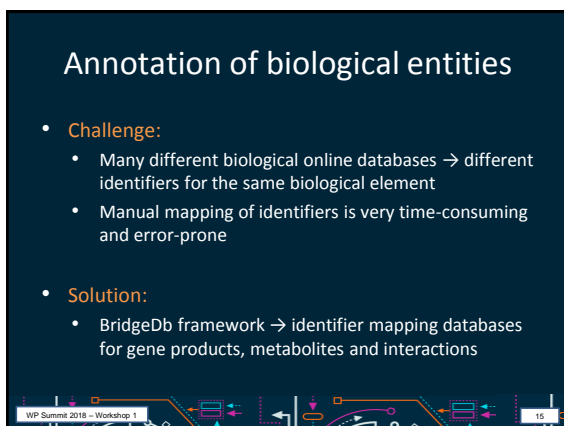 Annotation of biological entities
• Challenge:
• Many different biological online databases → different
identifiers for the same biological element
• Manual mapping of identifiers is very time-consuming
and error-prone
• Solution:
• BridgeDb framework → identifier mapping databases
for gene products, metabolites and interactions
WP Summit 2018 – Workshop 1
15